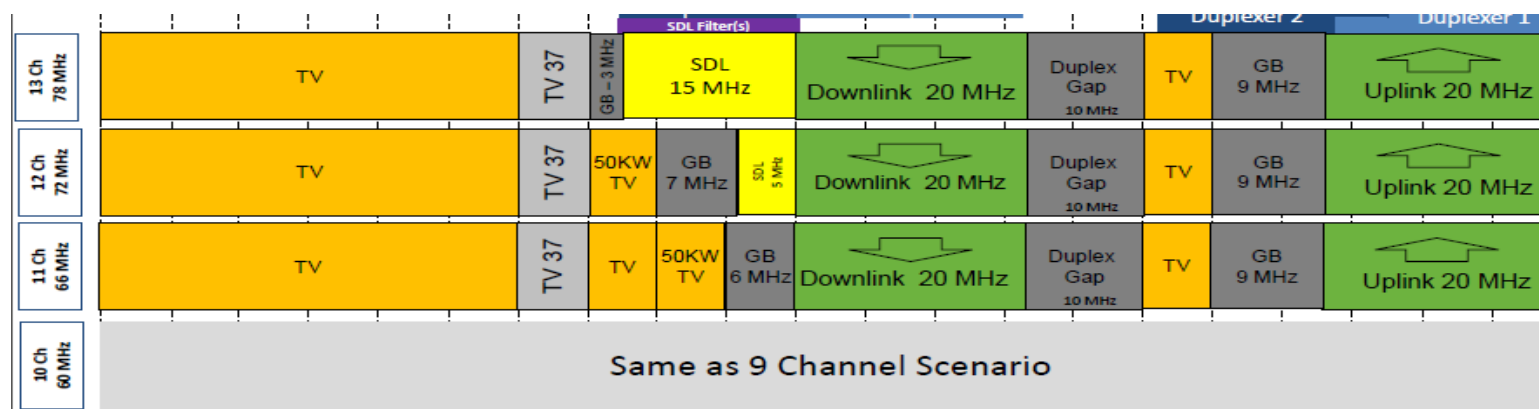 SDL Filter(s)
Duplexer 2
Duplexer 1
13 Ch
78 MHz
TV
TV 37
GB – 3 MHz
SDL
15 MHz
Downlink 20 MHz
Duplex
Gap
10 MHz
TV
GB
9 MHz
Uplink 20 MHz
12 Ch
72 MHz
TV
TV 37
50KW
TV
GB
7 MHz
SDL
5 MHz
Downlink 20 MHz
Duplex
Gap
10 MHz
TV
GB
9 MHz
Uplink 20 MHz
11 Ch
66 MHz
TV
TV 37
TV
50KW
TV
GB
6 MHz
Downlink 20 MHz
Duplex
Gap
10 MHz
TV
GB
9 MHz
Uplink 20 MHz
10 Ch
60 MHz
Same as 9 Channel Scenario